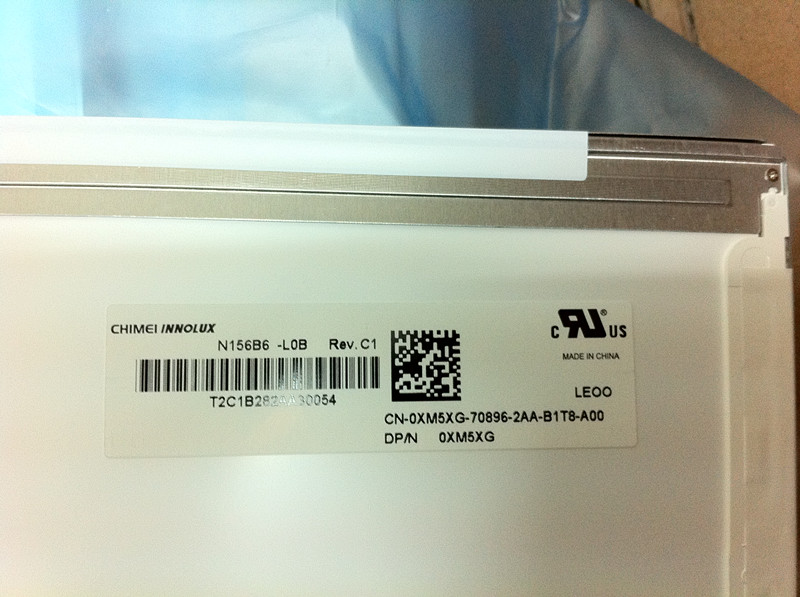 CHIMEI INNOLUX
N156B6 -L0B Rev.C1
c UR® US
MADE IN CHINA
LEOO
CN-0XM5XG-70896-2AA-B1T8-A00
DP/N 0XM5XG